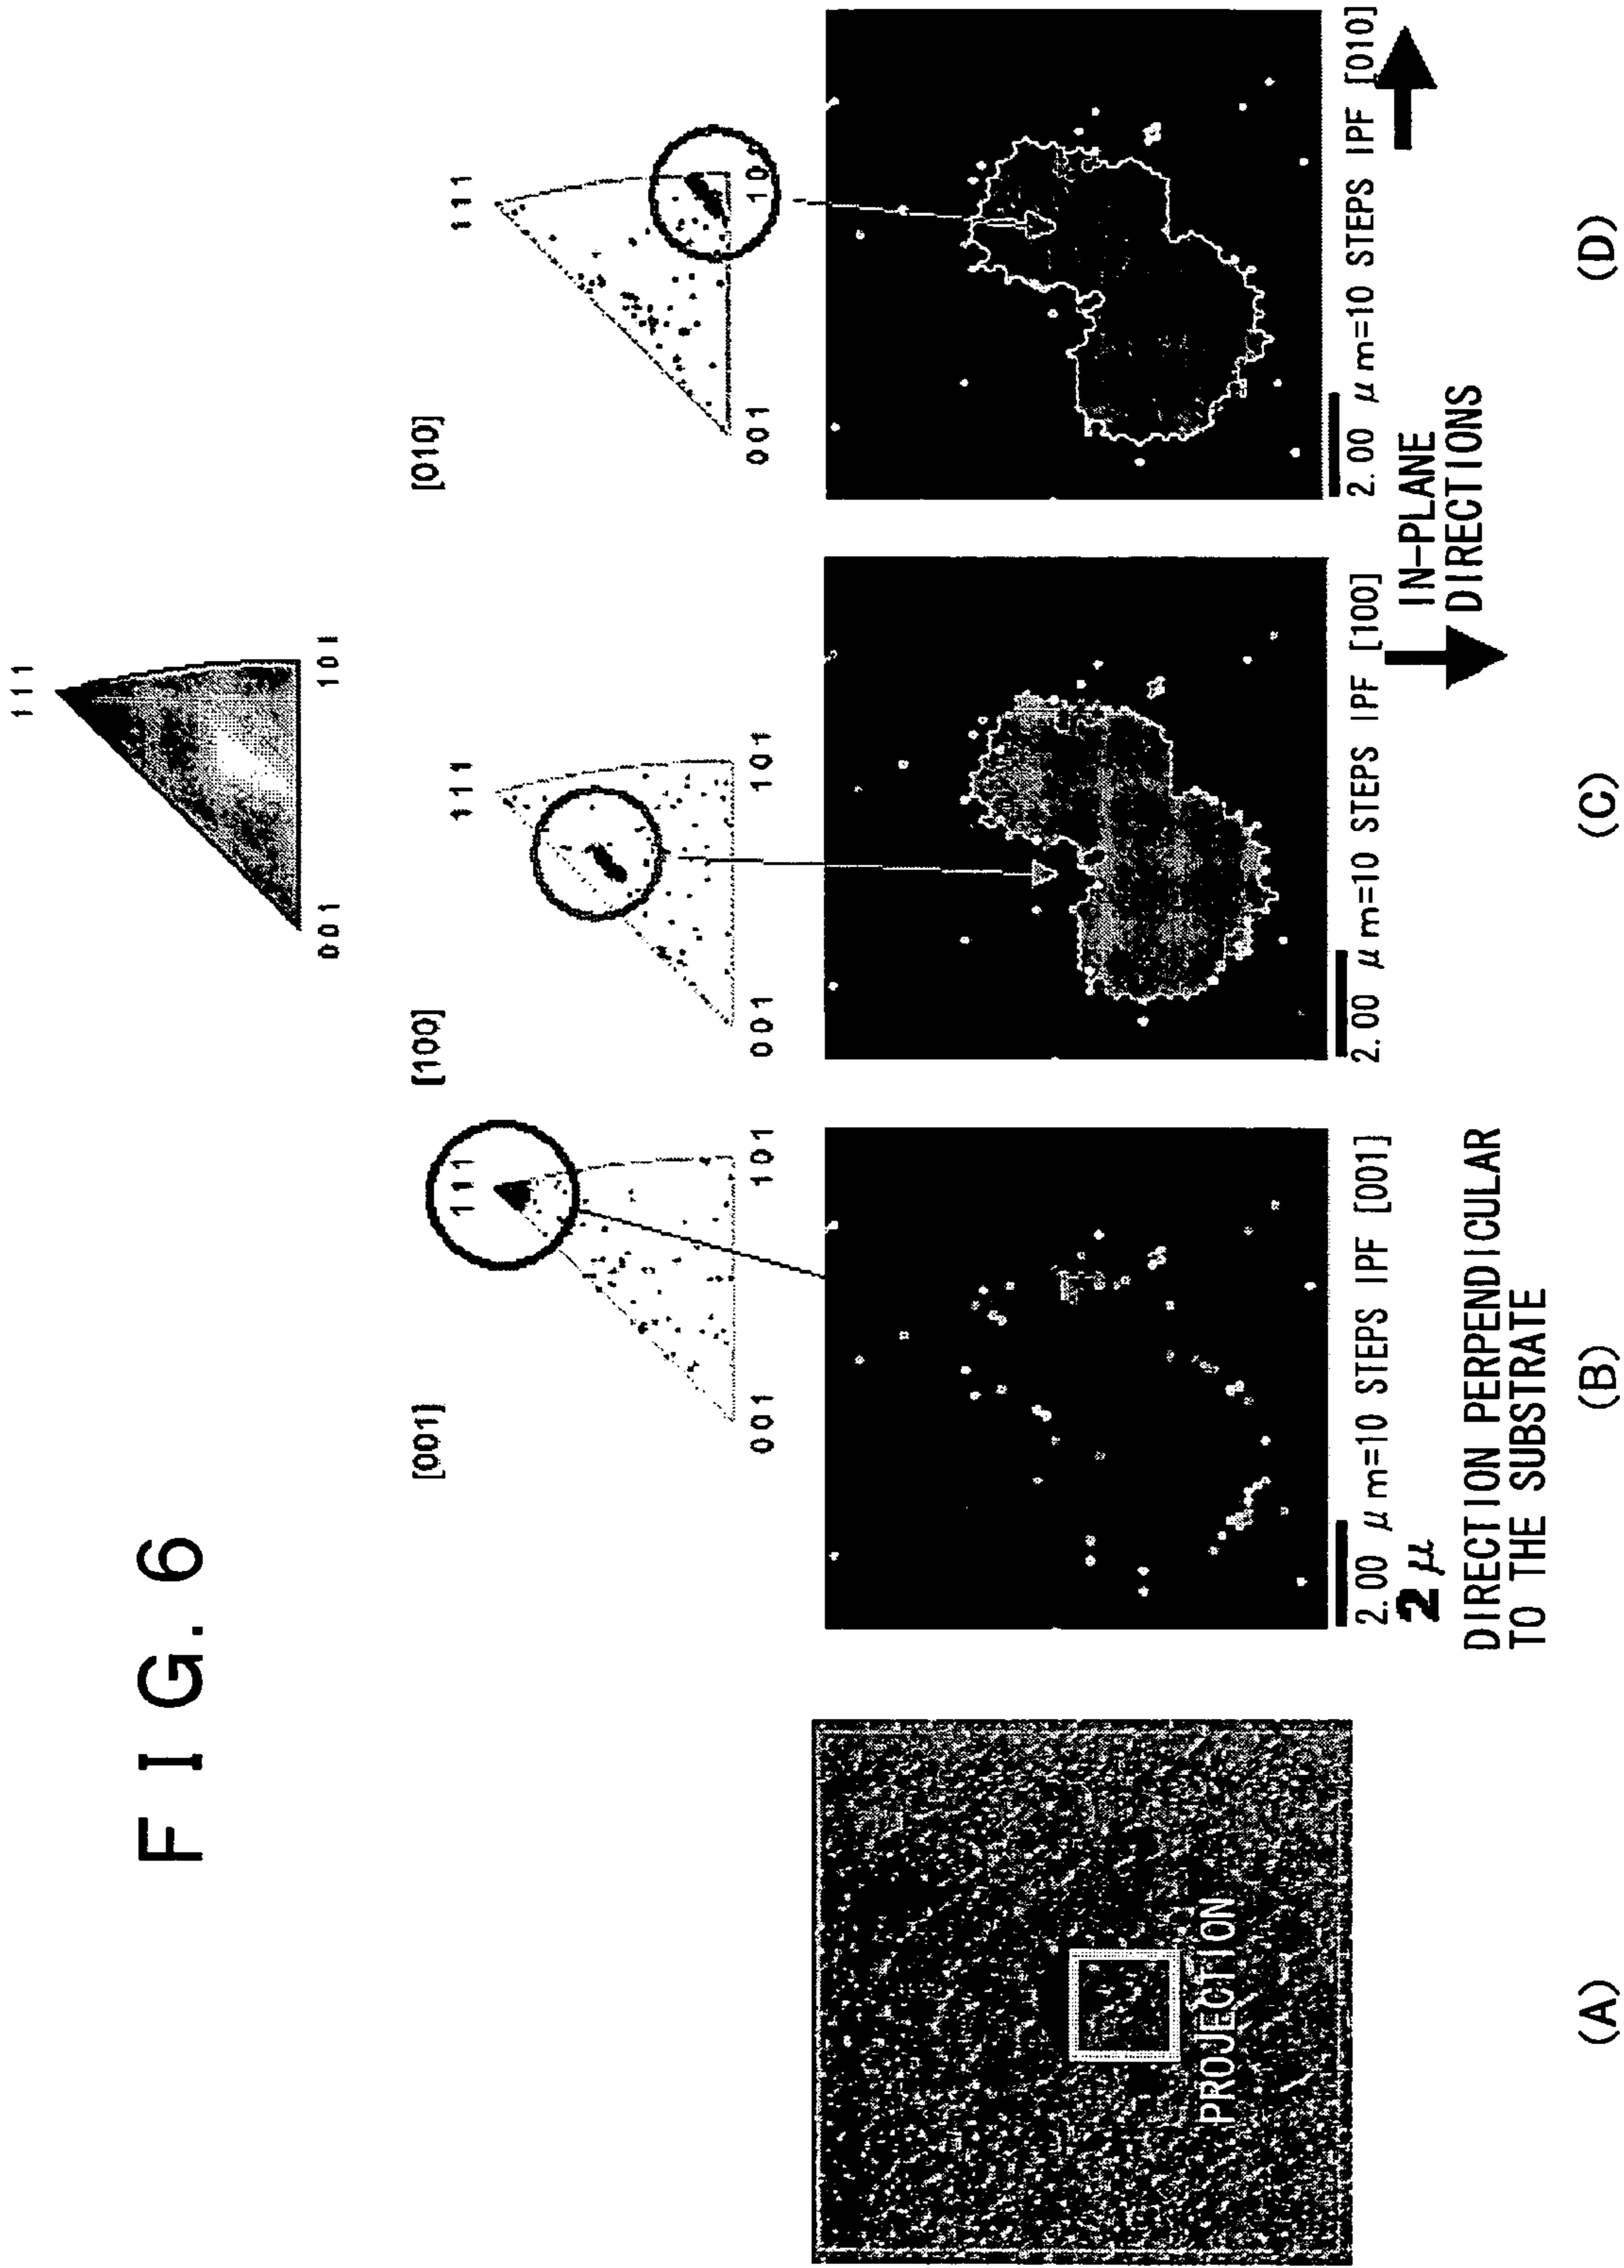 FIG. 6
111
001
101
[001]
111
001
101
[100]
111
001
101
[010]
111
001
10
PROJECTION
2.00 μm=10 STEPS IPF [001]
2μ
DIRECTION PERPENDICULAR
TO THE SUBSTRATE
2.00 μm=10 STEPS IPF [100]
2.00 μm=10 STEPS IPF [010]
IN-PLANE
DIRECTIONS
(A)
(B)
(C)
(D)